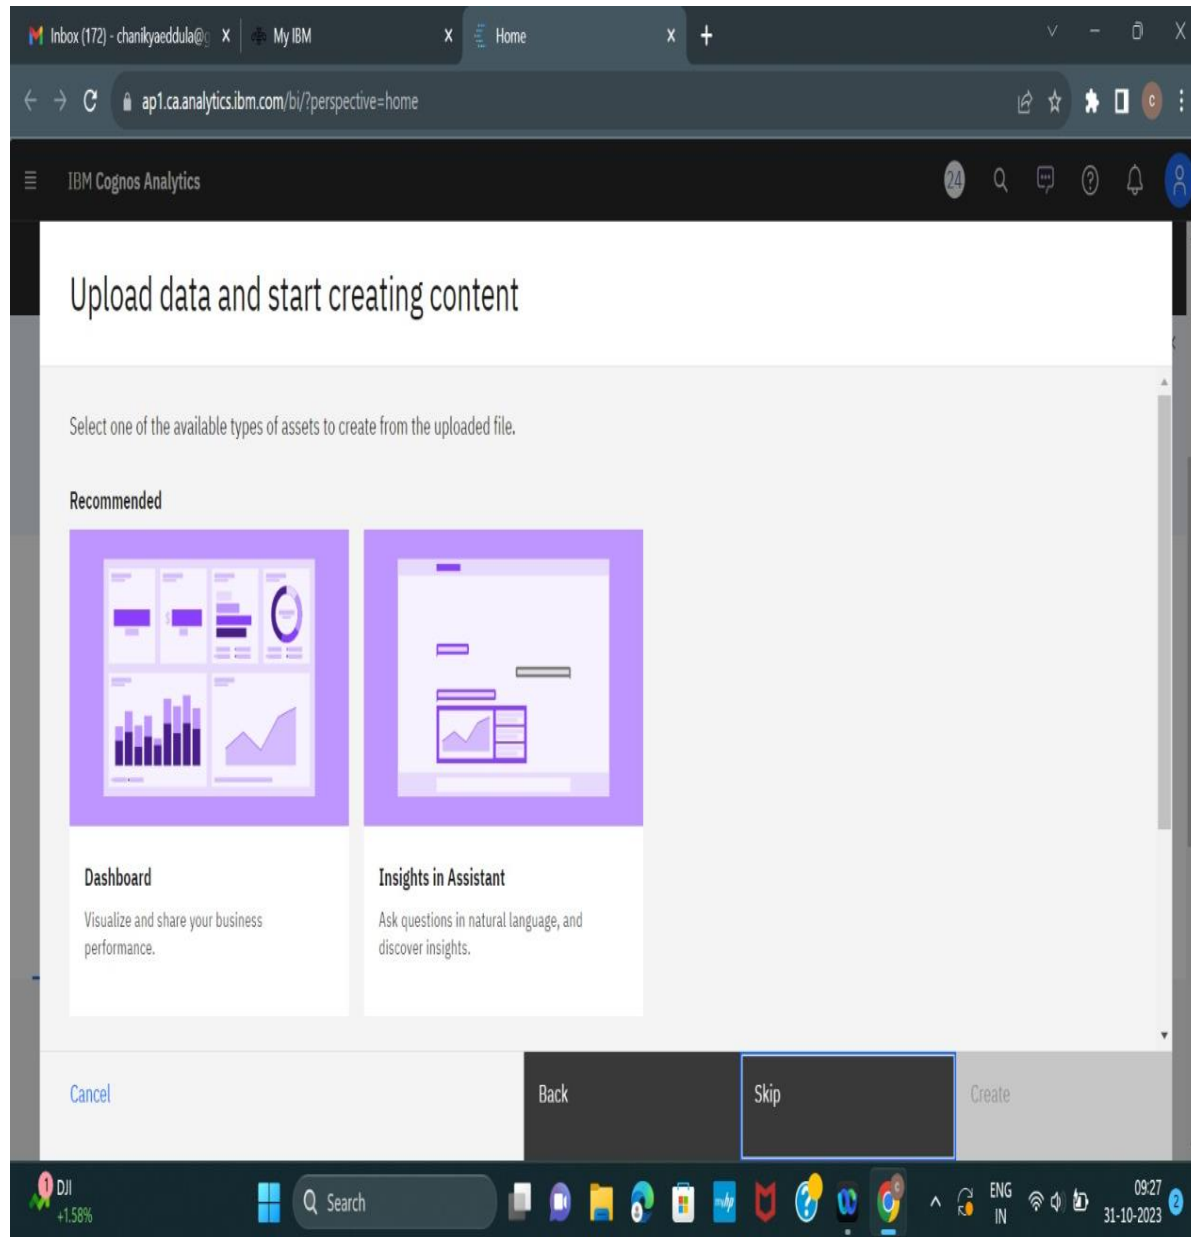 Inbox (172) - chanikyaeddula@g
My IBM
Home
ap1.ca.analytics.ibm.com/bi/?perspective=home
C
IBM Cognos Analytics
24
Upload data and start creating content
Select one of the available types of assets to create from the uploaded file.
Recommended
Dashboard
Visualize and share your business
performance.
Insights in Assistant
Ask questions in natural language, and
discover insights.
Cancel
Back
Skip
Create
1
DJI
+1.58%
Search
myhp
ENG
IN
09:27
31-10-2023
2